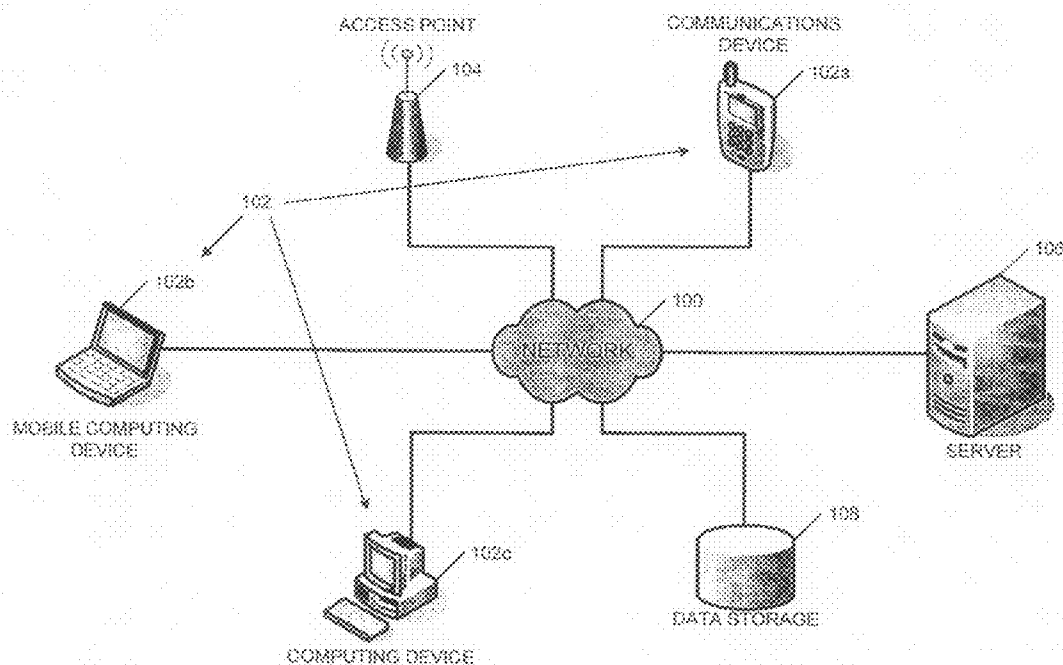 ACCESS POINT
104
COMMUNICATIONS
DEVICE
102a
102
102b
MOBILE COMPUTING
DEVICE
100
NETWORK
106
SERVER
102c
COMPUTING DEVICE
108
DATA STORAGE